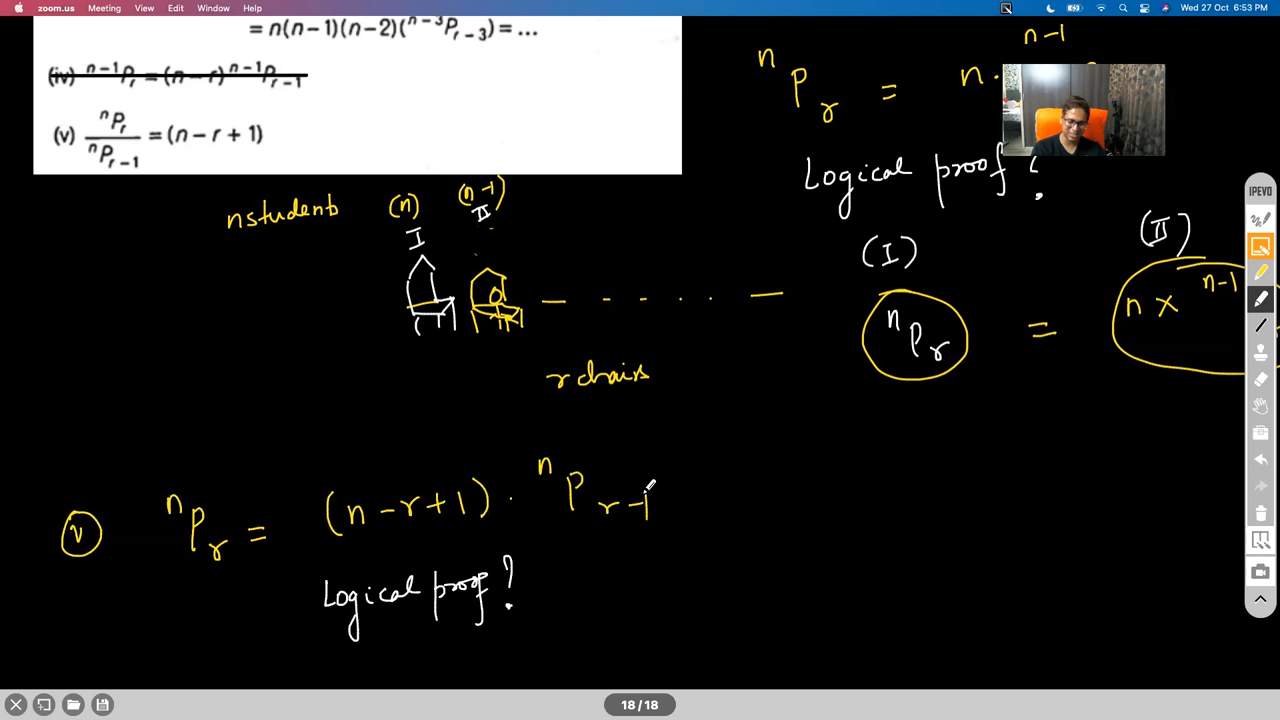 zoom.us Meeting View Edit Window Help
Wed 27 Oct 6:53 PM
= n(n−1)(n−2)(ⁿ⁻³Pᵣ₋₃) = ...
(iv) ⁿ⁻¹Pᵣ = (n − r) ⁿ⁻¹Pᵣ₋₁
(v) ⁿPᵣ / ⁿPᵣ₋₁ = (n − r + 1)
ⁿPᵣ = n · n−1
Logical proof?
n students (n) (n−1)
I II
r chairs
(I) (II)
ⁿPᵣ = n × ⁿ⁻¹
(v) ⁿPᵣ = (n − r + 1) · ⁿPᵣ₋₁
Logical proof?
IPEVO
18 / 18